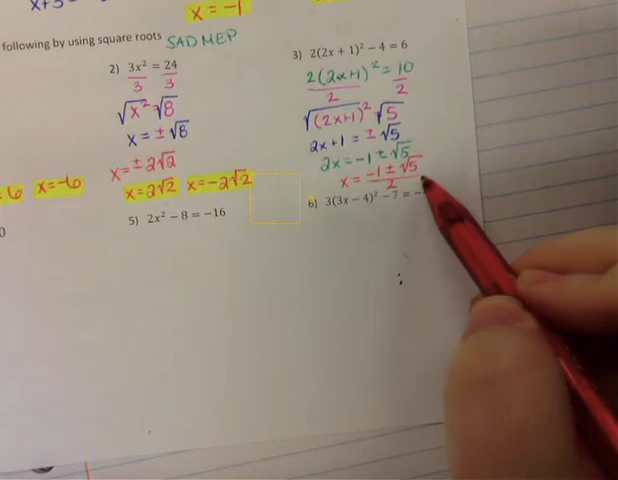 x+5
x = -1
following by using square roots SADMEP
2) 3x² = 24
3 3
√x² √8
x = ± √8
x = ± 2√2
x = 2√2 x = -2√2
x = -6
3) 2(2x + 1)² − 4 = 6
2(2x+1)² = 10
2 2
√(2x+1)² √5
2x+1 = ± √5
2x = -1 ± √5
x = -1 ± √5
2
5) 2x² − 8 = −16
6) 3(3x − 4)² − 7 = −